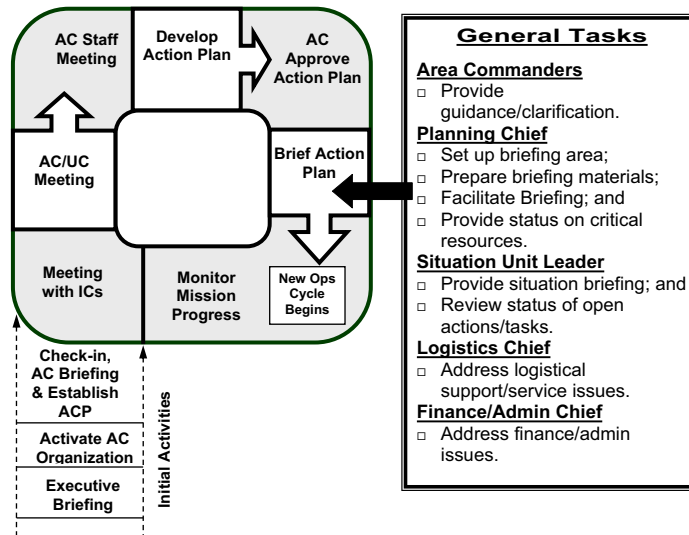 AC Staff
Meeting
Develop
Action Plan
AC
Approve
Action Plan
AC/UC
Meeting
Brief Action
Plan
Meeting
with ICs
Monitor
Mission
Progress
New Ops
Cycle
Begins
Check-in,
AC Briefing
& Establish
ACP
Activate AC
Organization
Executive
Briefing
Initial Activities
General Tasks
Area Commanders
□ Provide
guidance/clarification.
Planning Chief
□ Set up briefing area;
□ Prepare briefing materials;
□ Facilitate Briefing; and
□ Provide status on critical
resources.
Situation Unit Leader
□ Provide situation briefing; and
□ Review status of open
actions/tasks.
Logistics Chief
□ Address logistical
support/service issues.
Finance/Admin Chief
□ Address finance/admin
issues.